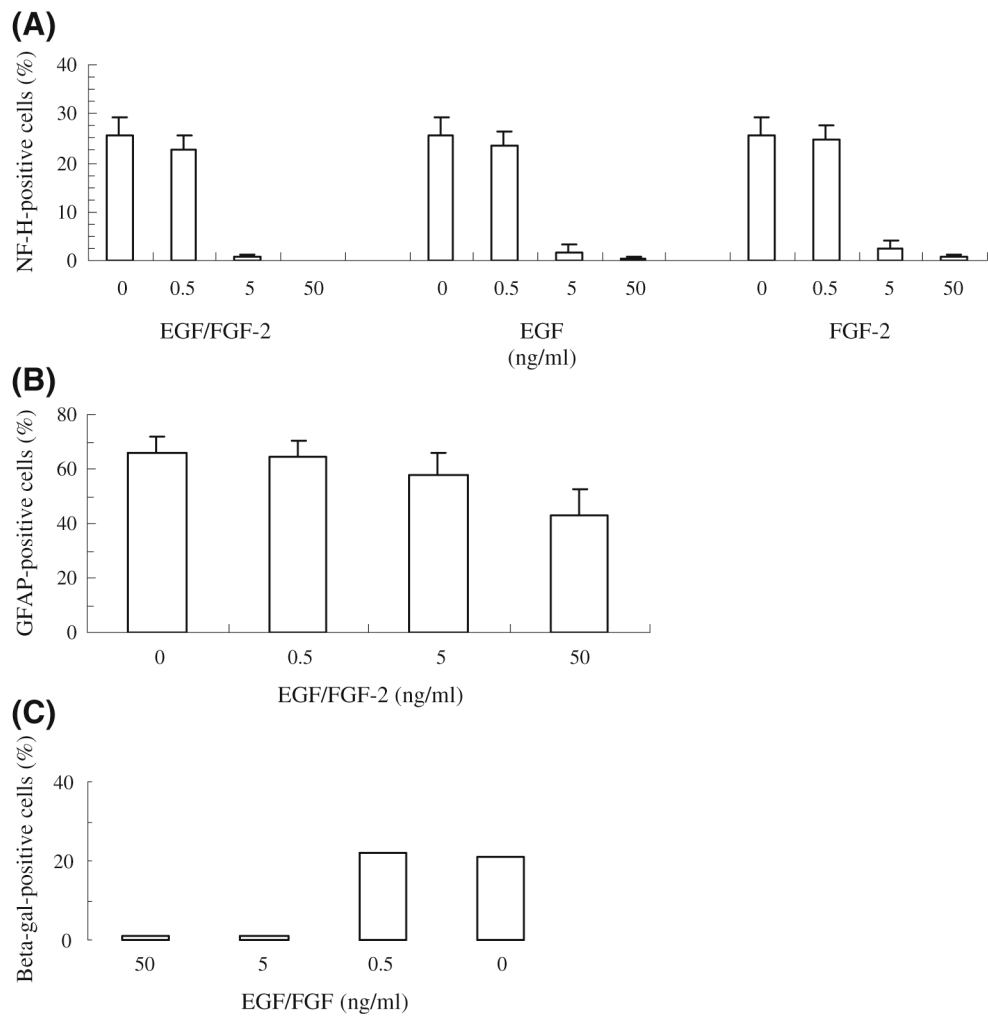 (A)
NF-H-positive cells (%)
40
30
20
10
0
0 0.5 5 50 0 0.5 5 50 0 0.5 5 50
EGF/FGF-2 EGF FGF-2
(ng/ml)
(B)
GFAP-positive cells (%)
80
60
40
20
0
0 0.5 5 50
EGF/FGF-2 (ng/ml)
(C)
Beta-gal-positive cells (%)
40
20
0
50 5 0.5 0
EGF/FGF (ng/ml)